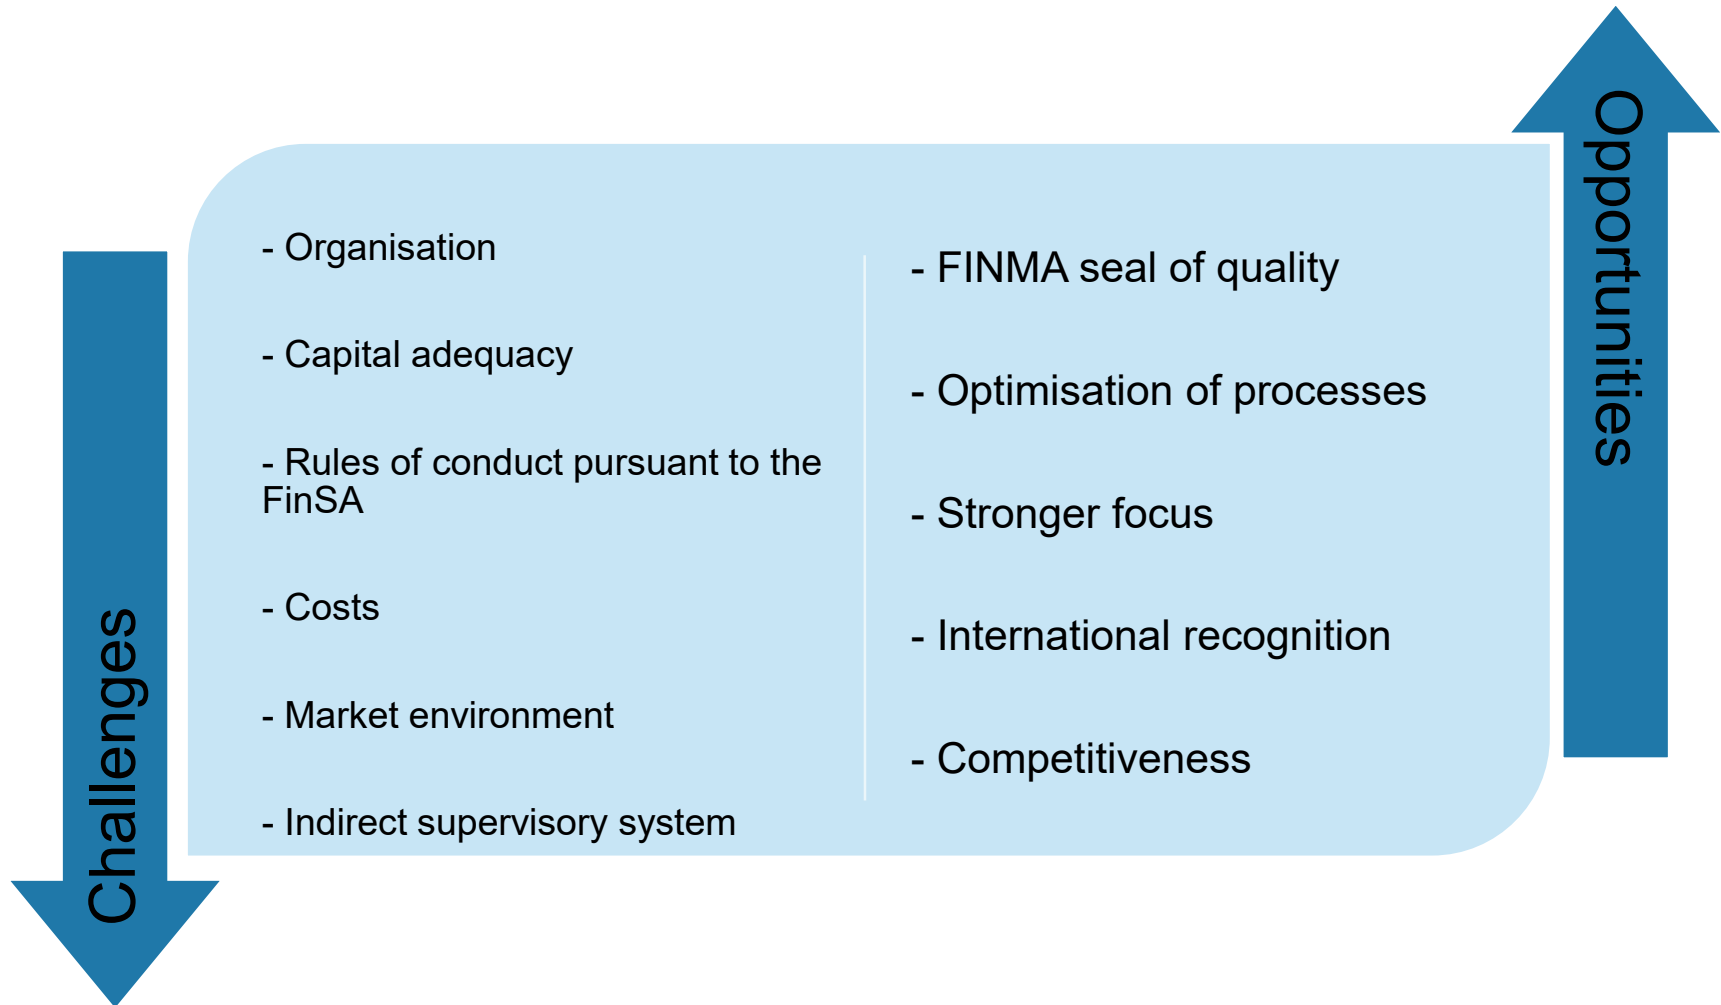 Challenges
- Organisation
- Capital adequacy
- Rules of conduct pursuant to the
FinSA
- Costs
- Market environment
- Indirect supervisory system
- FINMA seal of quality
- Optimisation of processes
- Stronger focus
- International recognition
- Competitiveness
Opportunities